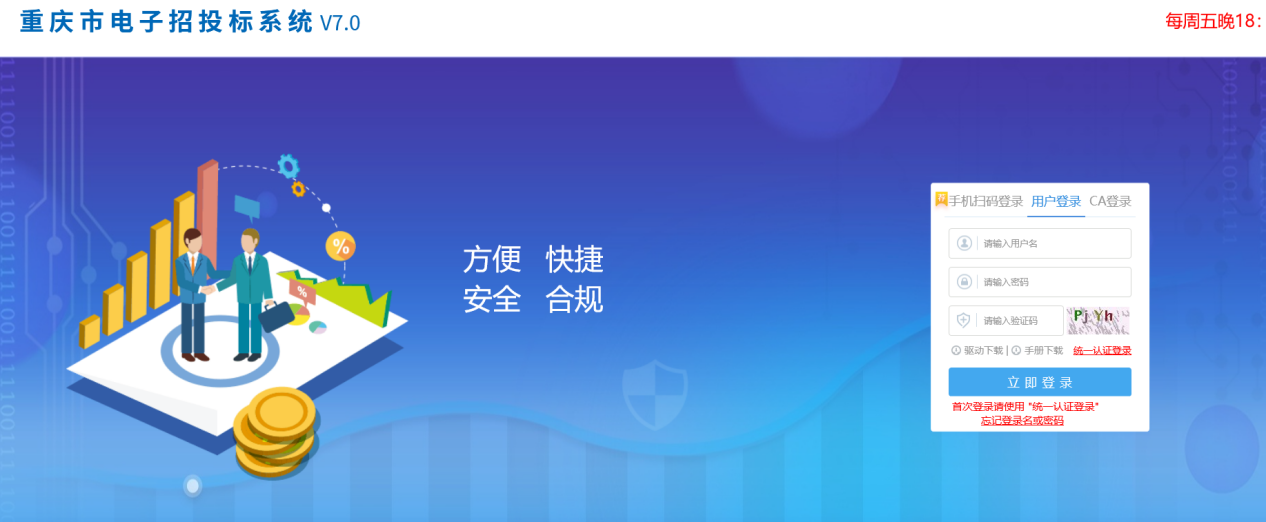 重庆市电子招投标系统 V7.0
每周五晚18:
方便 快捷
安全 合规
手机扫码登录 用户登录 CA登录
请输入用户名
请输入密码
请输入验证码
PjYh
驱动下载 | 手册下载 统一认证登录
立即登录
首次登录请使用 "统一认证登录"
忘记登录名或密码
%
%